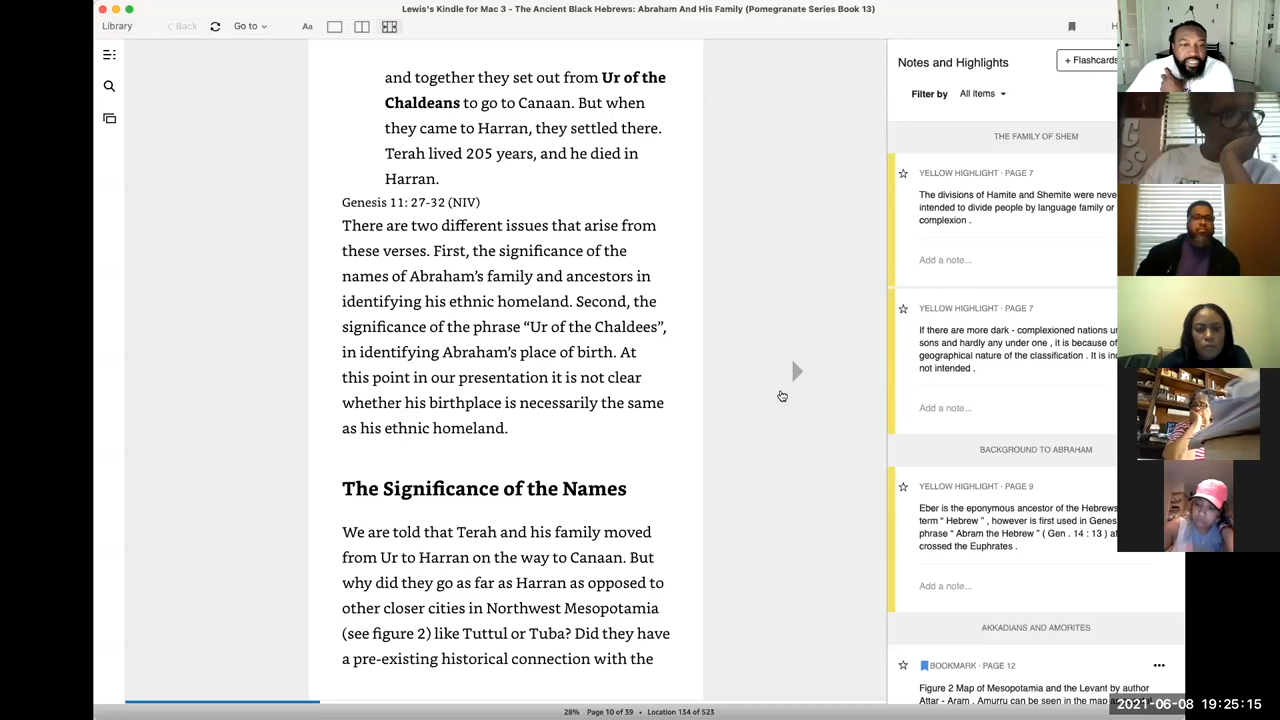 Lewis's Kindle for Mac 3 - The Ancient Black Hebrews: Abraham And His Family (Pomegranate Series Book 13)
Library
Back
Go to
Aa
and together they set out from Ur of the
Chaldeans to go to Canaan. But when
they came to Harran, they settled there.
Terah lived 205 years, and he died in
Harran.
Genesis 11: 27-32 (NIV)
There are two different issues that arise from
these verses. First, the significance of the
names of Abraham's family and ancestors in
identifying his ethnic homeland. Second, the
significance of the phrase “Ur of the Chaldees”,
in identifying Abraham's place of birth. At
this point in our presentation it is not clear
whether his birthplace is necessarily the same
as his ethnic homeland.
The Significance of the Names
We are told that Terah and his family moved
from Ur to Harran on the way to Canaan. But
why did they go as far as Harran as opposed to
other closer cities in Northwest Mesopotamia
(see figure 2) like Tuttul or Tuba? Did they have
a pre-existing historical connection with the
28% Page 10 of 39 • Location 134 of 523
Notes and Highlights
+ Flashcards
Filter by All items
THE FAMILY OF SHEM
YELLOW HIGHLIGHT · PAGE 7
The divisions of Hamite and Shemite were never
intended to divide people by language family or
complexion .
Add a note...
YELLOW HIGHLIGHT · PAGE 7
If there are more dark - complexioned nations
sons and hardly any under one , it is because of
geographical nature of the classification . It is
not intended .
Add a note...
BACKGROUND TO ABRAHAM
YELLOW HIGHLIGHT · PAGE 9
Eber is the eponymous ancestor of the Hebrews
term “ Hebrew ” , however is first used in
phrase “ Abram the Hebrew ” ( Gen . 14 : 13 )
crossed the Euphrates .
Add a note...
AKKADIANS AND AMORITES
BOOKMARK · PAGE 12
Figure 2 Map of Mesopotamia and the Levant by author
Attar - Aram . Amurru can be seen in the map
2021-06-08 19:25:15